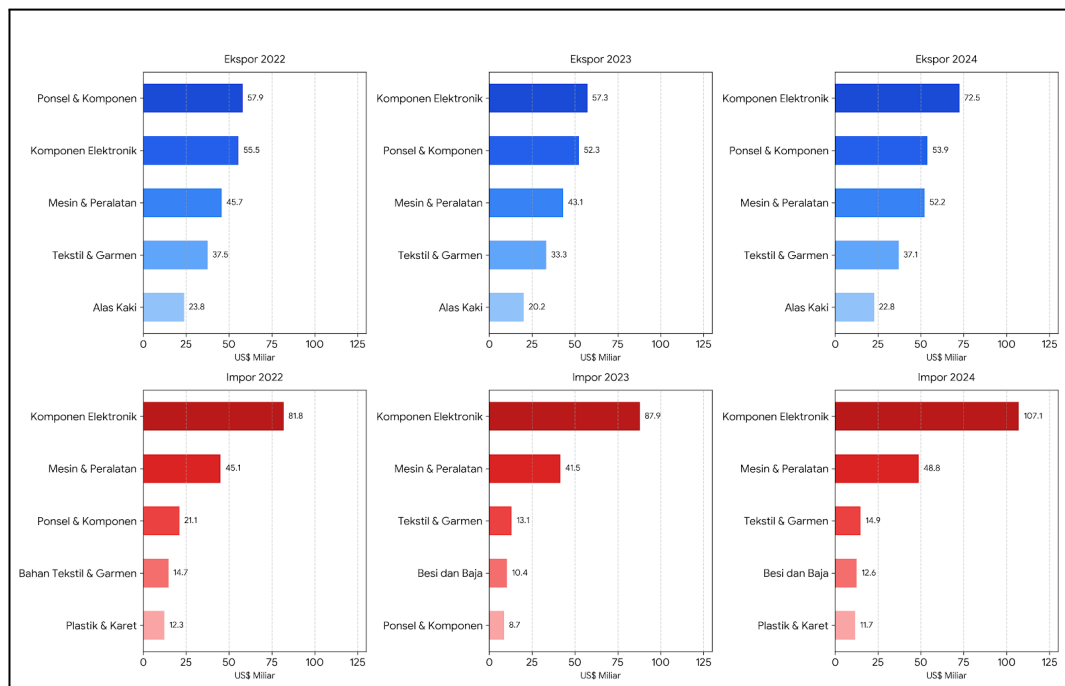 Ekspor 2022
Ponsel & Komponen 57.9
Komponen Elektronik 55.5
Mesin & Peralatan 45.7
Tekstil & Garmen 37.5
Alas Kaki 23.8
0 25 50 75 100 125
US$ Miliar
Ekspor 2023
Komponen Elektronik 57.3
Ponsel & Komponen 52.3
Mesin & Peralatan 43.1
Tekstil & Garmen 33.3
Alas Kaki 20.2
0 25 50 75 100 125
US$ Miliar
Ekspor 2024
Komponen Elektronik 72.5
Ponsel & Komponen 53.9
Mesin & Peralatan 52.2
Tekstil & Garmen 37.1
Alas Kaki 22.8
0 25 50 75 100 125
US$ Miliar
Impor 2022
Komponen Elektronik 81.8
Mesin & Peralatan 45.1
Ponsel & Komponen 21.1
Bahan Tekstil & Garmen 14.7
Plastik & Karet 12.3
0 25 50 75 100 125
US$ Miliar
Impor 2023
Komponen Elektronik 87.9
Mesin & Peralatan 41.5
Tekstil & Garmen 13.1
Besi dan Baja 10.4
Ponsel & Komponen 8.7
0 25 50 75 100 125
US$ Miliar
Impor 2024
Komponen Elektronik 107.1
Mesin & Peralatan 48.8
Tekstil & Garmen 14.9
Besi dan Baja 12.6
Plastik & Karet 11.7
0 25 50 75 100 125
US$ Miliar